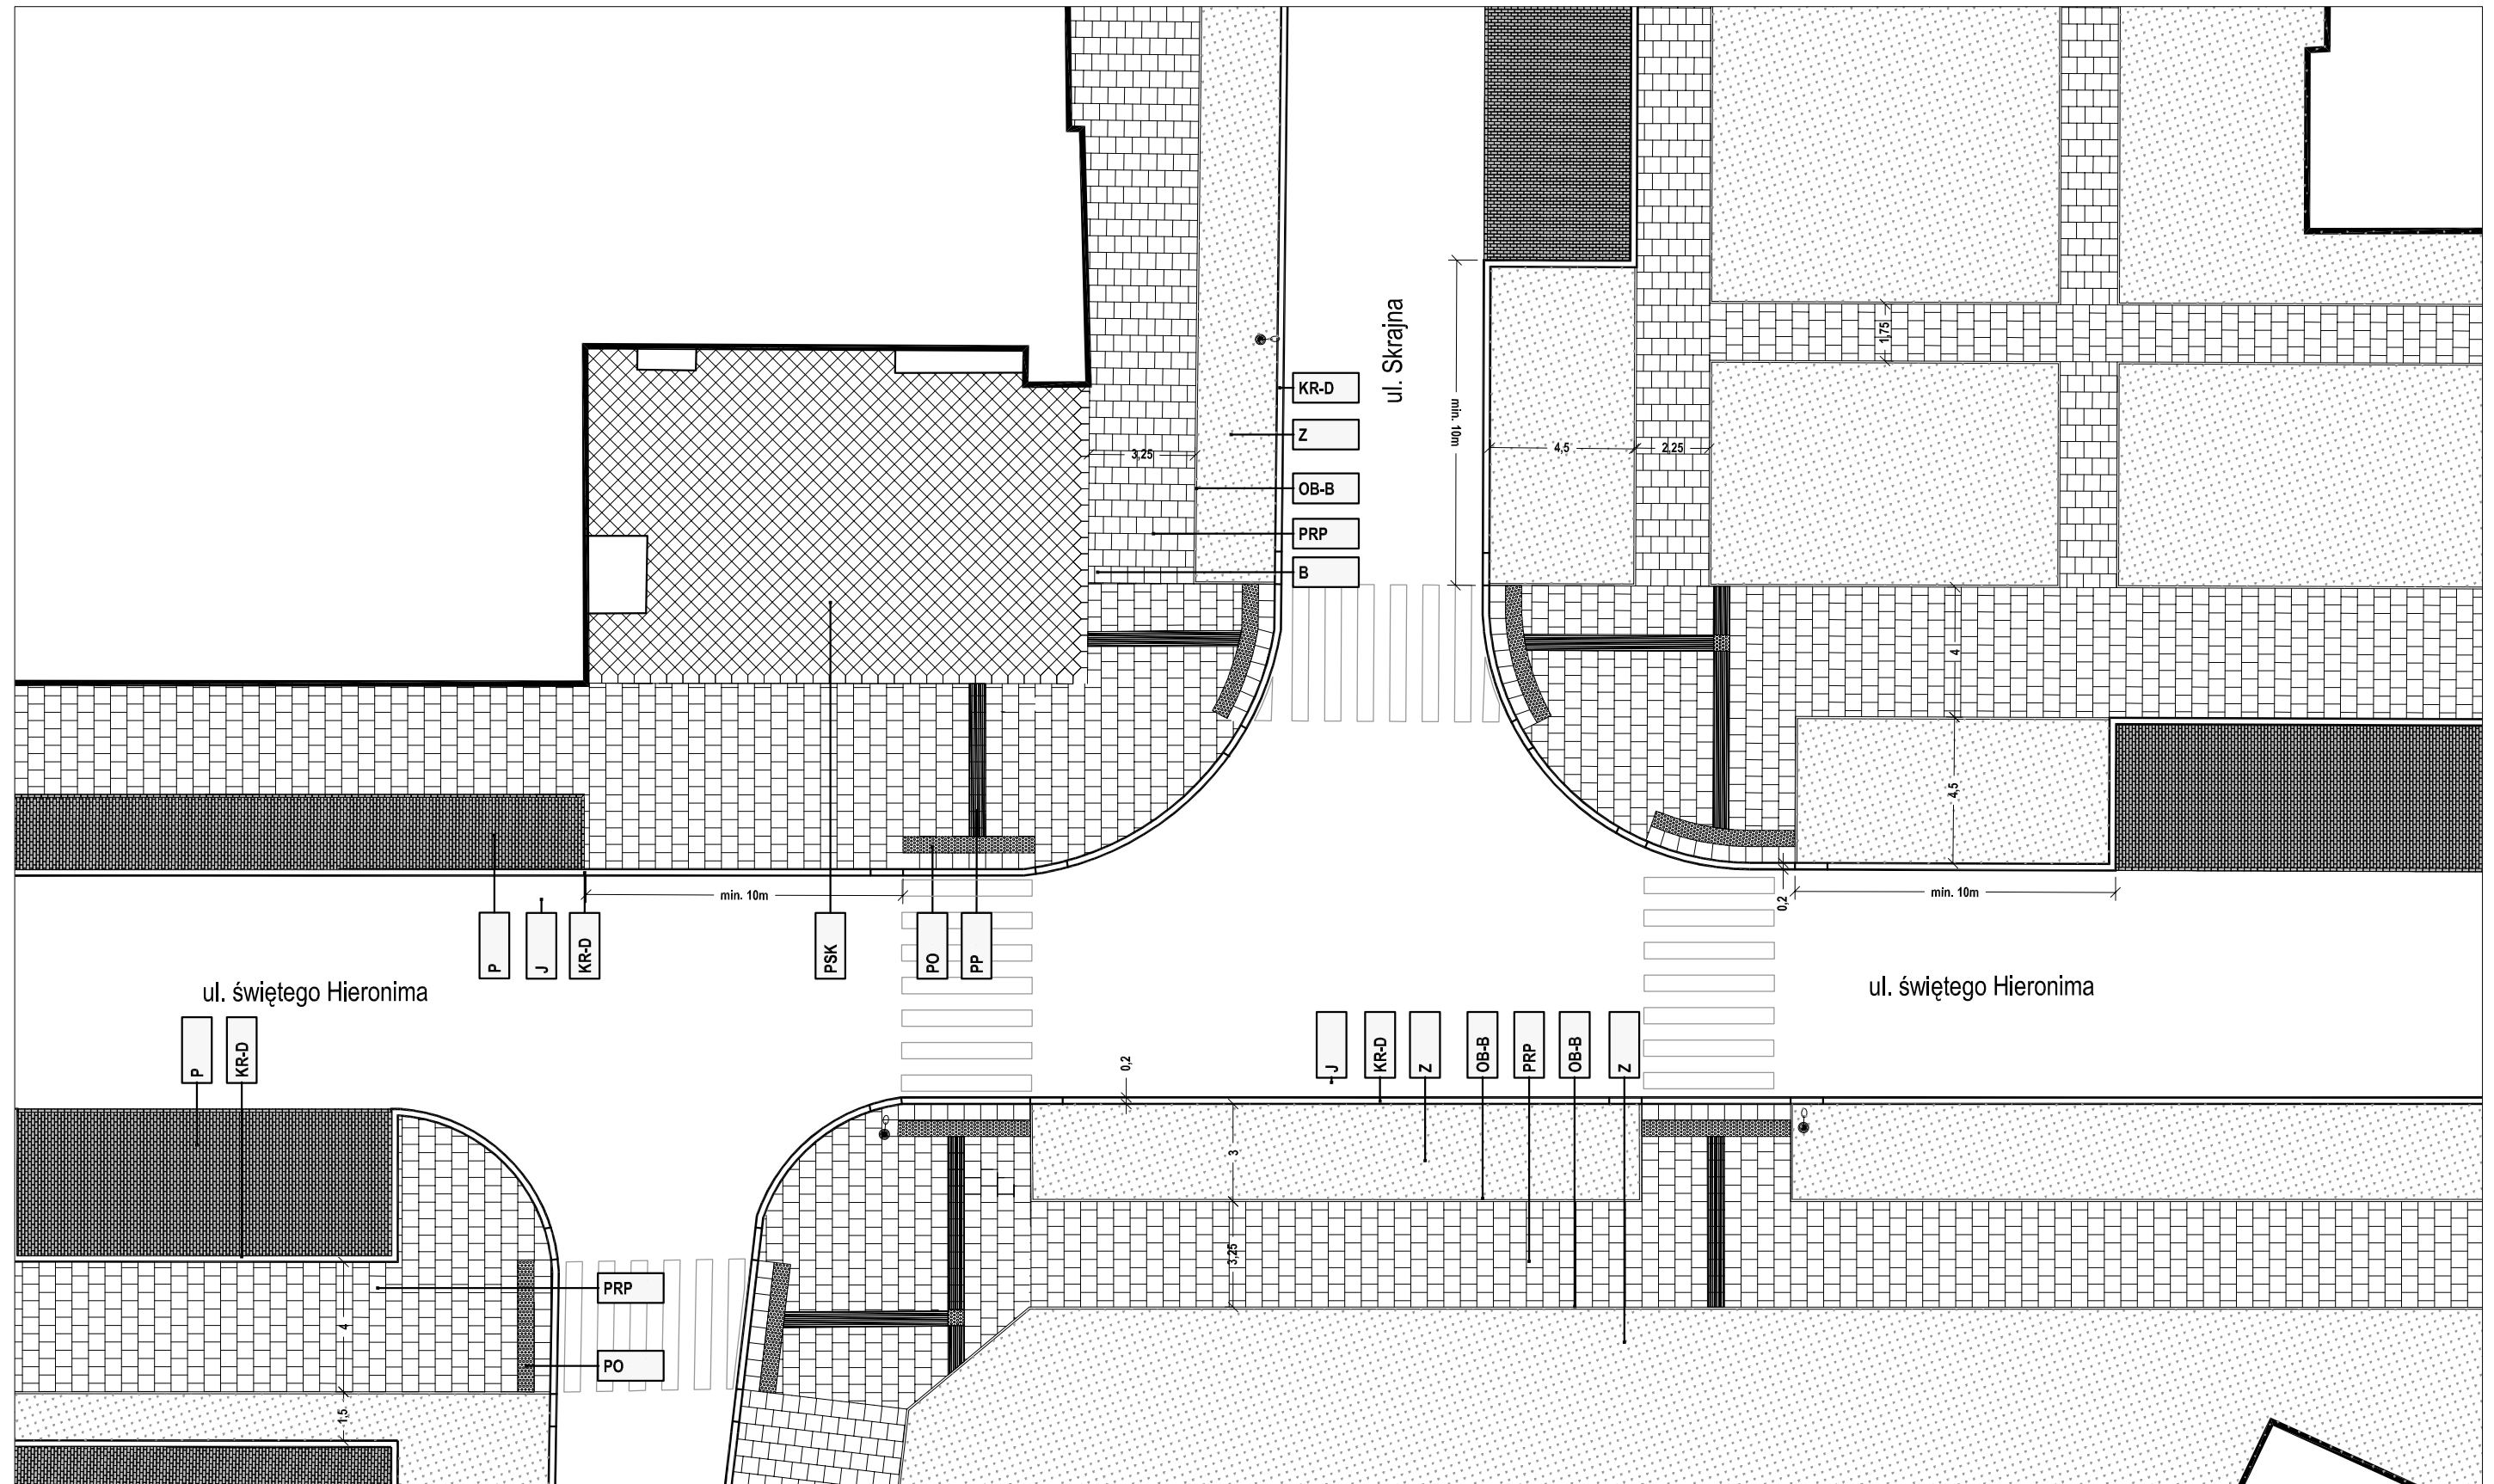 1,75
ul. Skrajna
KR-D
Z
OB-B
PRP
B
min. 10m
3,25
4,5
2,25
4
4,5
min. 10m
0,2
min. 10m
P
J
KR-D
PSK
PO
PP
ul. świętego Hieronima
ul. świętego Hieronima
P
KR-D
0,2
J
KR-D
Z
OB-B
PRP
OB-B
Z
3
3,25
PRP
4
PO
1,5